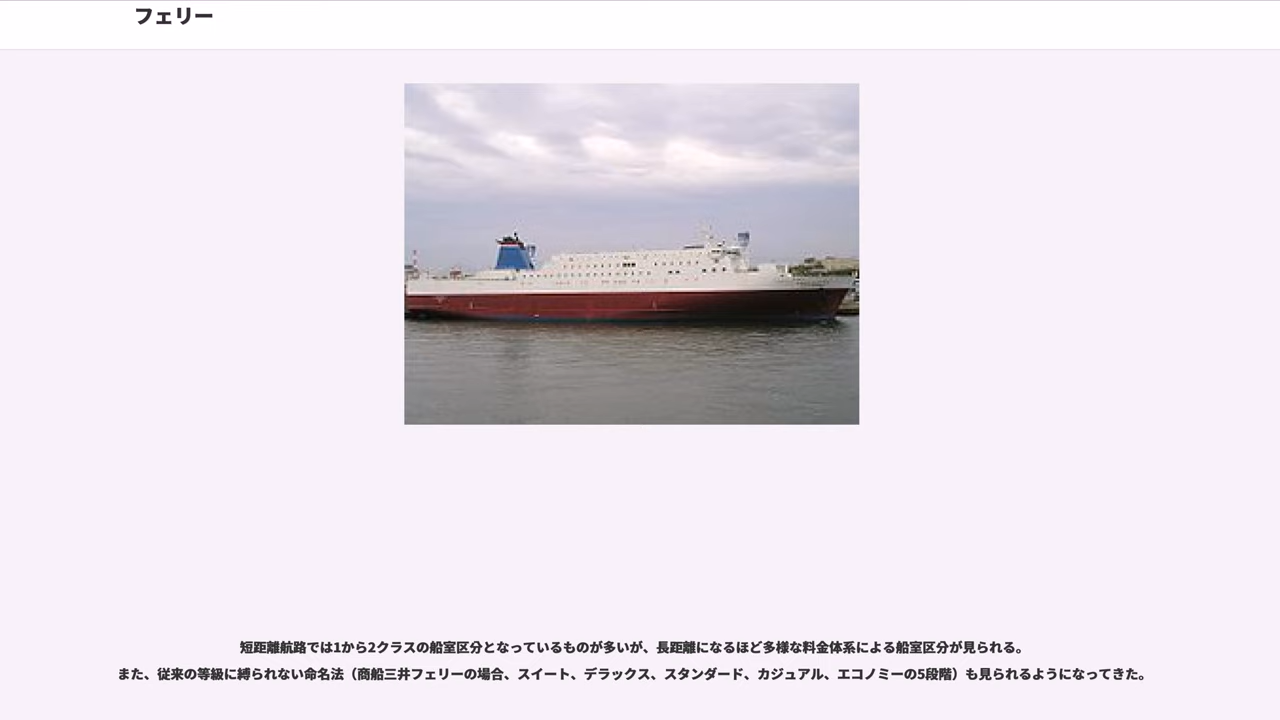 フェリー
短距離航路では1から2クラスの船室区分となっているものが多いが、長距離になるほど多様な料金体系による船室区分が見られる。
また、従来の等級に縛られない命名法（商船三井フェリーの場合、スイート、デラックス、スタンダード、カジュアル、エコノミーの5段階）も見られるようになってきた。